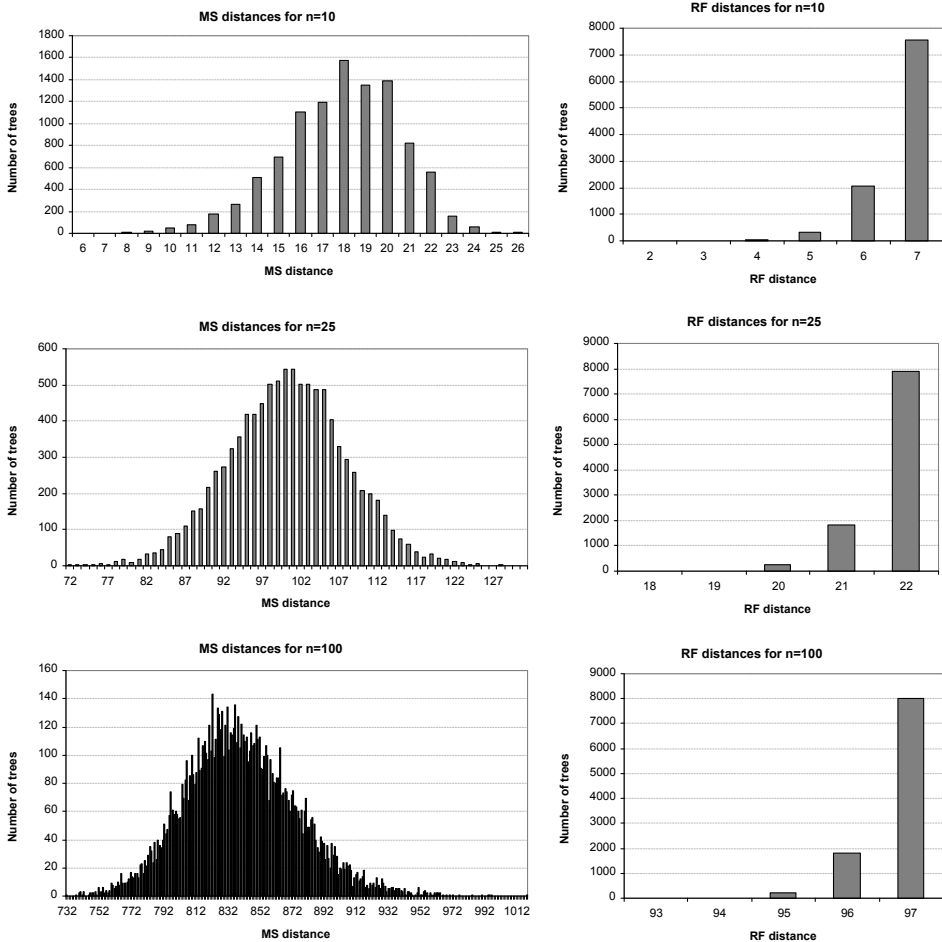 MS distances for n=10
Number of trees
1800
1600
1400
1200
1000
800
600
400
200
0
6 7 8 9 10 11 12 13 14 15 16 17 18 19 20 21 22 23 24 25 26
MS distance
RF distances for n=10
Number of trees
8000
7000
6000
5000
4000
3000
2000
1000
0
2 3 4 5 6 7
RF distance
MS distances for n=25
Number of trees
600
500
400
300
200
100
0
72 77 82 87 92 97 102 107 112 117 122 127
MS distance
RF distances for n=25
Number of trees
9000
8000
7000
6000
5000
4000
3000
2000
1000
0
18 19 20 21 22
RF distance
MS distances for n=100
Number of trees
160
140
120
100
80
60
40
20
0
732 752 772 792 812 832 852 872 892 912 932 952 972 992 1012
MS distance
RF distances for n=100
Number of trees
9000
8000
7000
6000
5000
4000
3000
2000
1000
0
93 94 95 96 97
RF distance